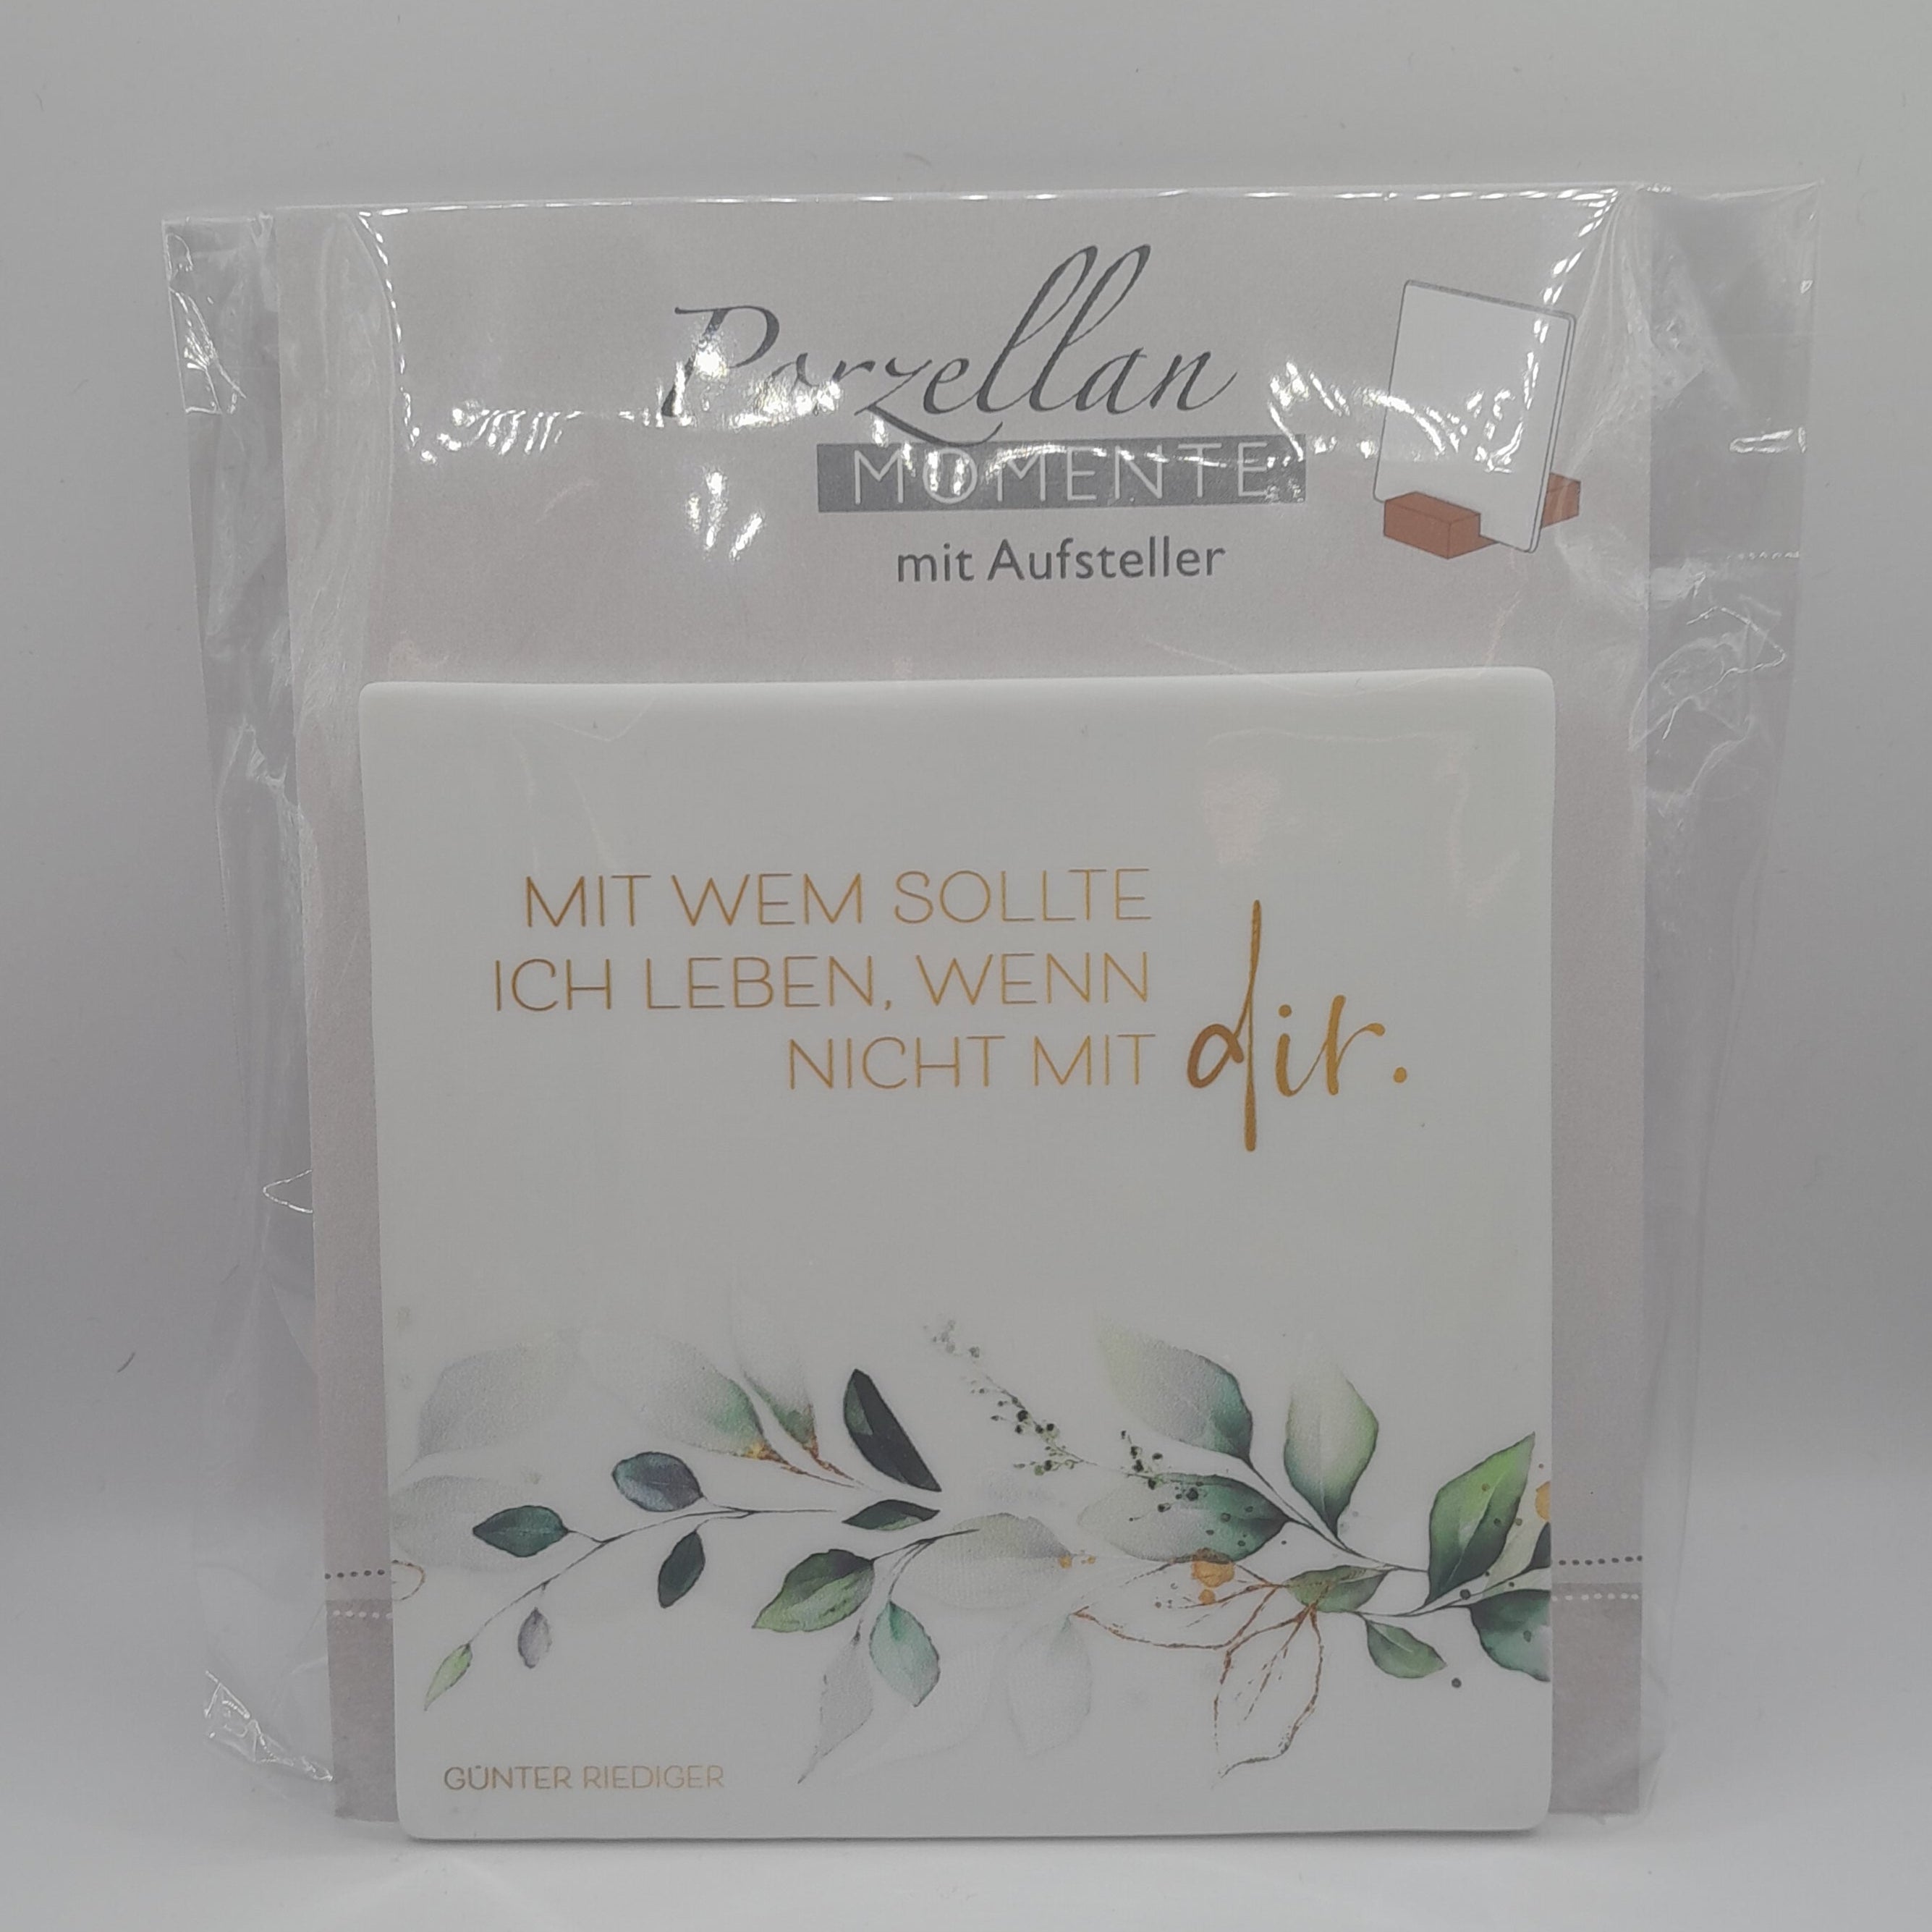 Porzellan
MOMENTE
mit Aufsteller
MIT WEM SOLLTE
ICH LEBEN, WENN
NICHT MIT dir.
GÜNTER RIEDIGER